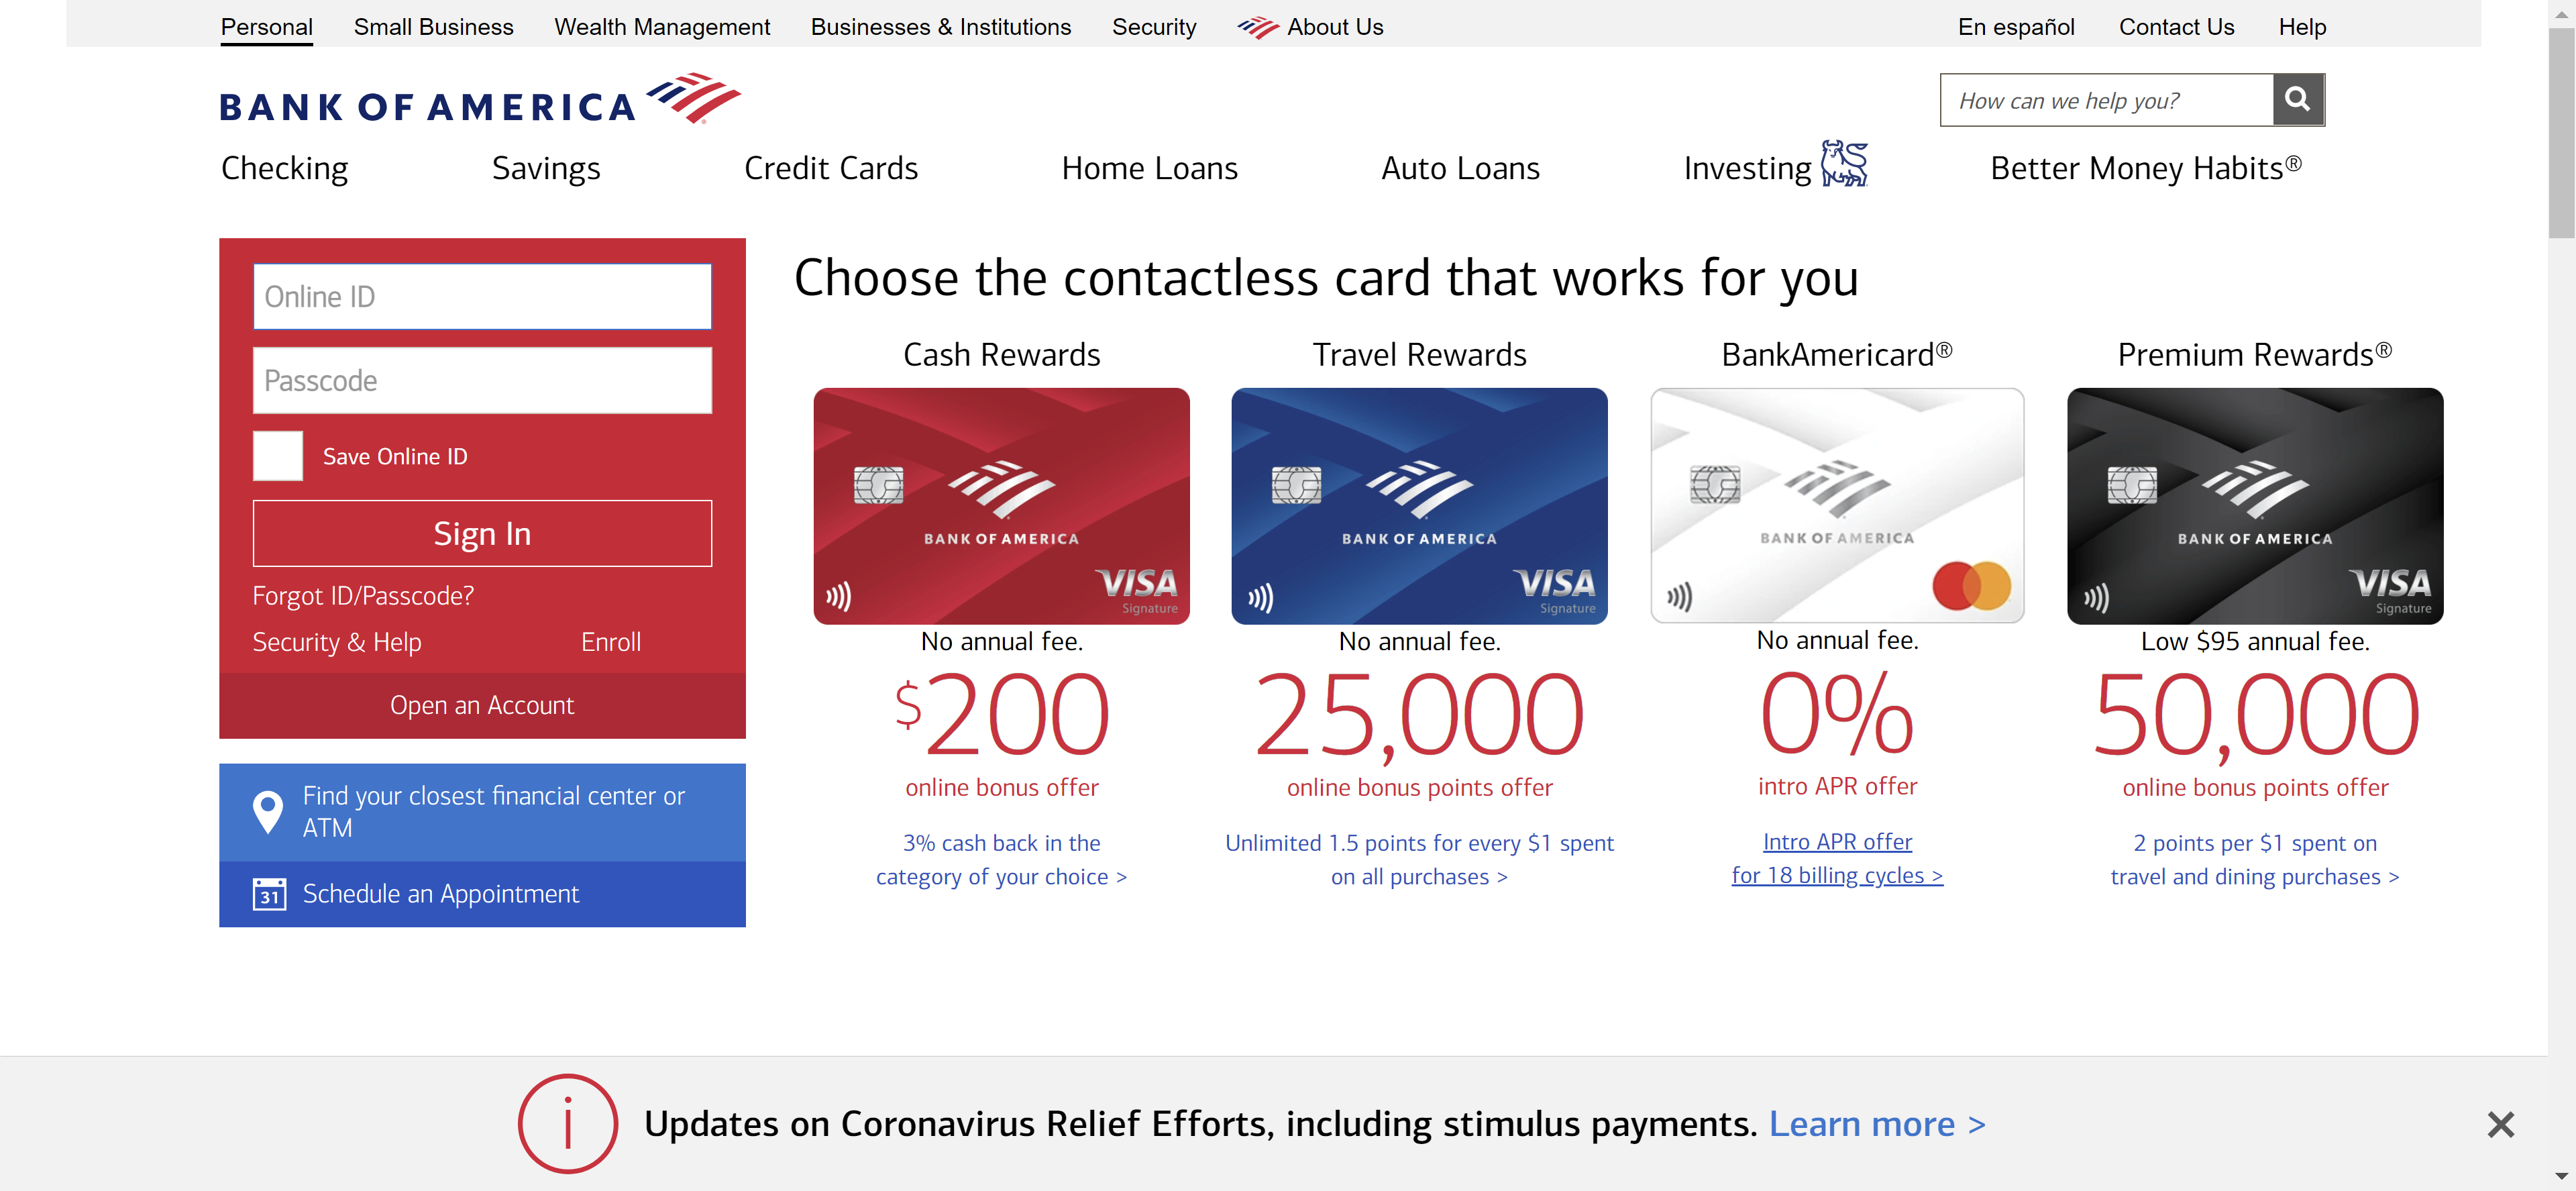 Personal Small Business Wealth Management Businesses & Institutions Security About Us En español Contact Us Help
BANK OF AMERICA
How can we help you?
Checking Savings Credit Cards Home Loans Auto Loans Investing Better Money Habits®
Online ID
Passcode
Save Online ID
Sign In
Forgot ID/Passcode?
Security & Help Enroll
Open an Account
Find your closest financial center or
ATM
31 Schedule an Appointment
Choose the contactless card that works for you
Cash Rewards
BANK OF AMERICA
VISA
Signature
No annual fee.
$200
online bonus offer
3% cash back in the
category of your choice >
Travel Rewards
BANK OF AMERICA
VISA
Signature
No annual fee.
25,000
online bonus points offer
Unlimited 1.5 points for every $1 spent
on all purchases >
BankAmericard®
BANK OF AMERICA
No annual fee.
0%
intro APR offer
Intro APR offer
for 18 billing cycles >
Premium Rewards®
BANK OF AMERICA
VISA
Signature
Low $95 annual fee.
50,000
online bonus points offer
2 points per $1 spent on
travel and dining purchases >
Updates on Coronavirus Relief Efforts, including stimulus payments. Learn more >